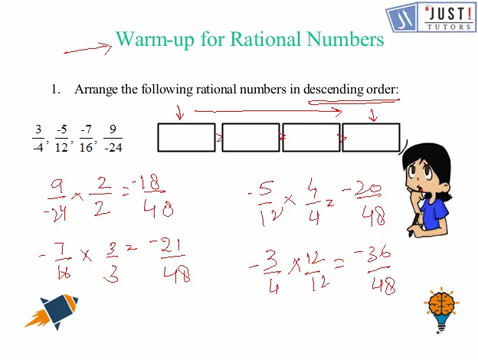 JUST!
TUTORS
Warm-up for Rational Numbers
1. Arrange the following rational numbers in descending order:
3/-4, -5/12, -7/16, 9/-24
9/-24 × 2/2 = -18/48
-5/12 × 4/4 = -20/48
-7/16 × 3/3 = -21/48
-3/4 × 12/12 = -36/48